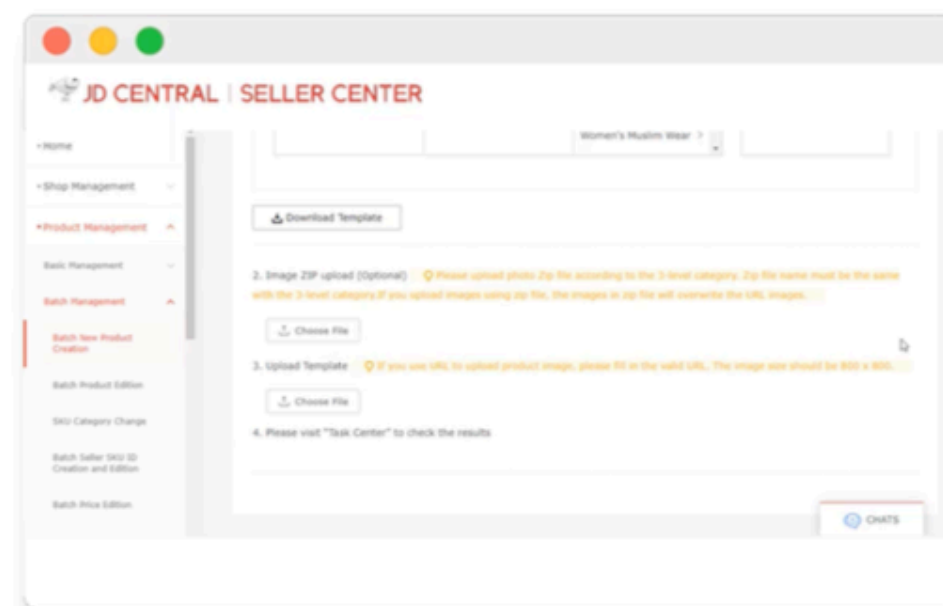 JD CENTRAL | SELLER CENTER
Home
Shop Management
Product Management
Basic Management
Batch Management
Batch New Product
Creation
Batch Product Edition
SKU Category Change
Batch Seller SKU ID
Creation and Edition
Batch Price Edition
Women's Muslim Wear >
Download Template
2. Image ZIP upload (Optional) Please upload photo Zip file according to the 3-level category. Zip file name must be the same
with the 3-level category.If you upload images using zip file, the images in zip file will overwrite the URL images.
Choose File
3. Upload Template If you use URL to upload product image, please fill in the valid URL. The image size should be 800 x 800.
Choose File
4. Please visit "Task Center" to check the results
CHATS